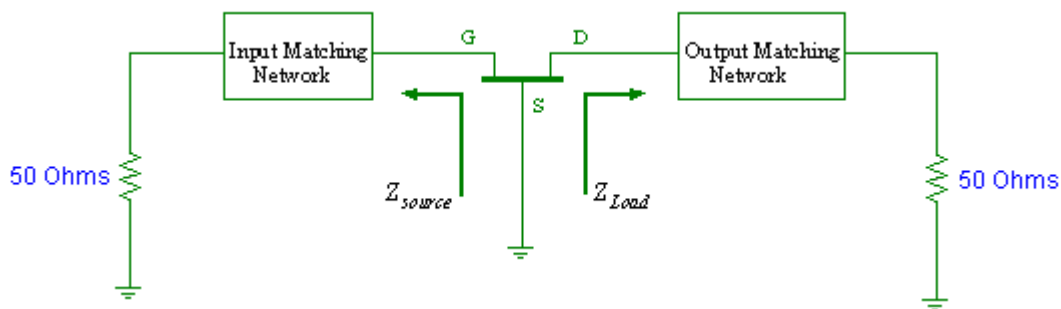 G
D
Input Matching
Network
Output Matching
Network
S
50 Ohms
Zsource
ZLoad
50 Ohms